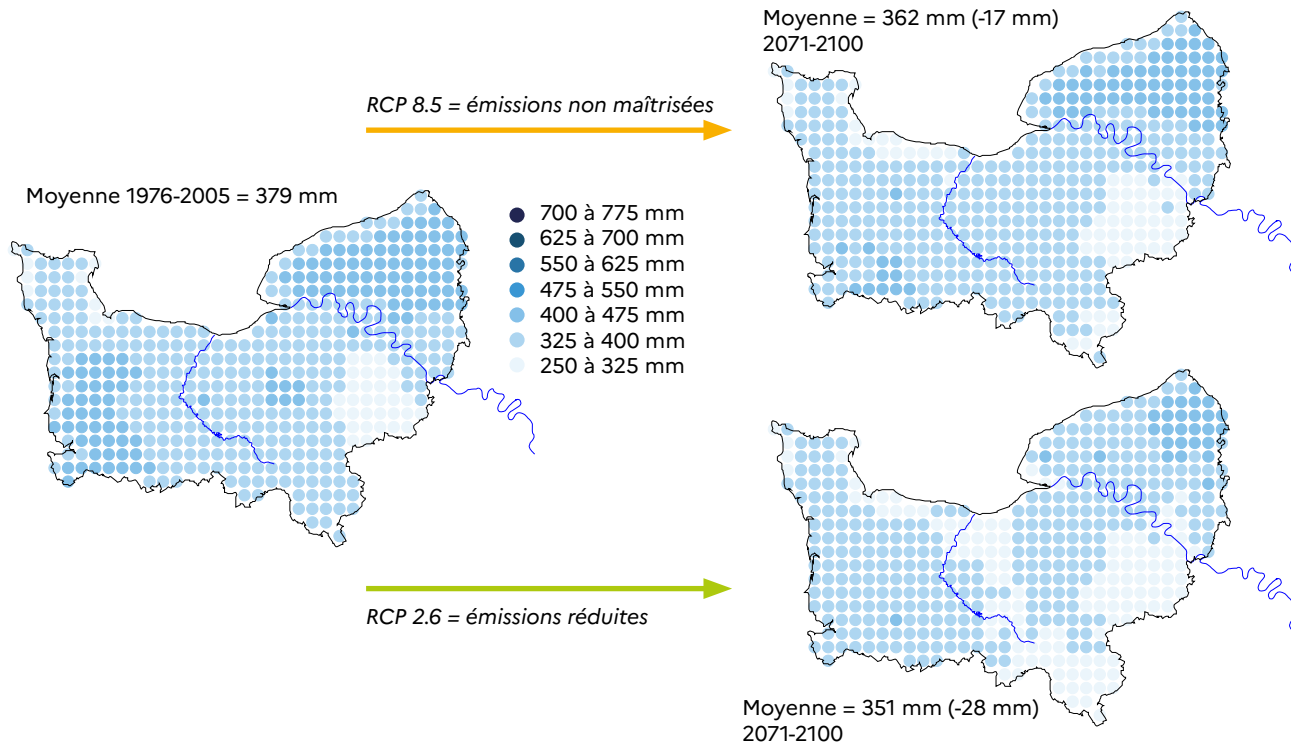 Moyenne = 362 mm (-17 mm)
2071-2100
RCP 8.5 = émissions non maîtrisées
Moyenne 1976-2005 = 379 mm
700 à 775 mm
625 à 700 mm
550 à 625 mm
475 à 550 mm
400 à 475 mm
325 à 400 mm
250 à 325 mm
RCP 2.6 = émissions réduites
Moyenne = 351 mm (-28 mm)
2071-2100